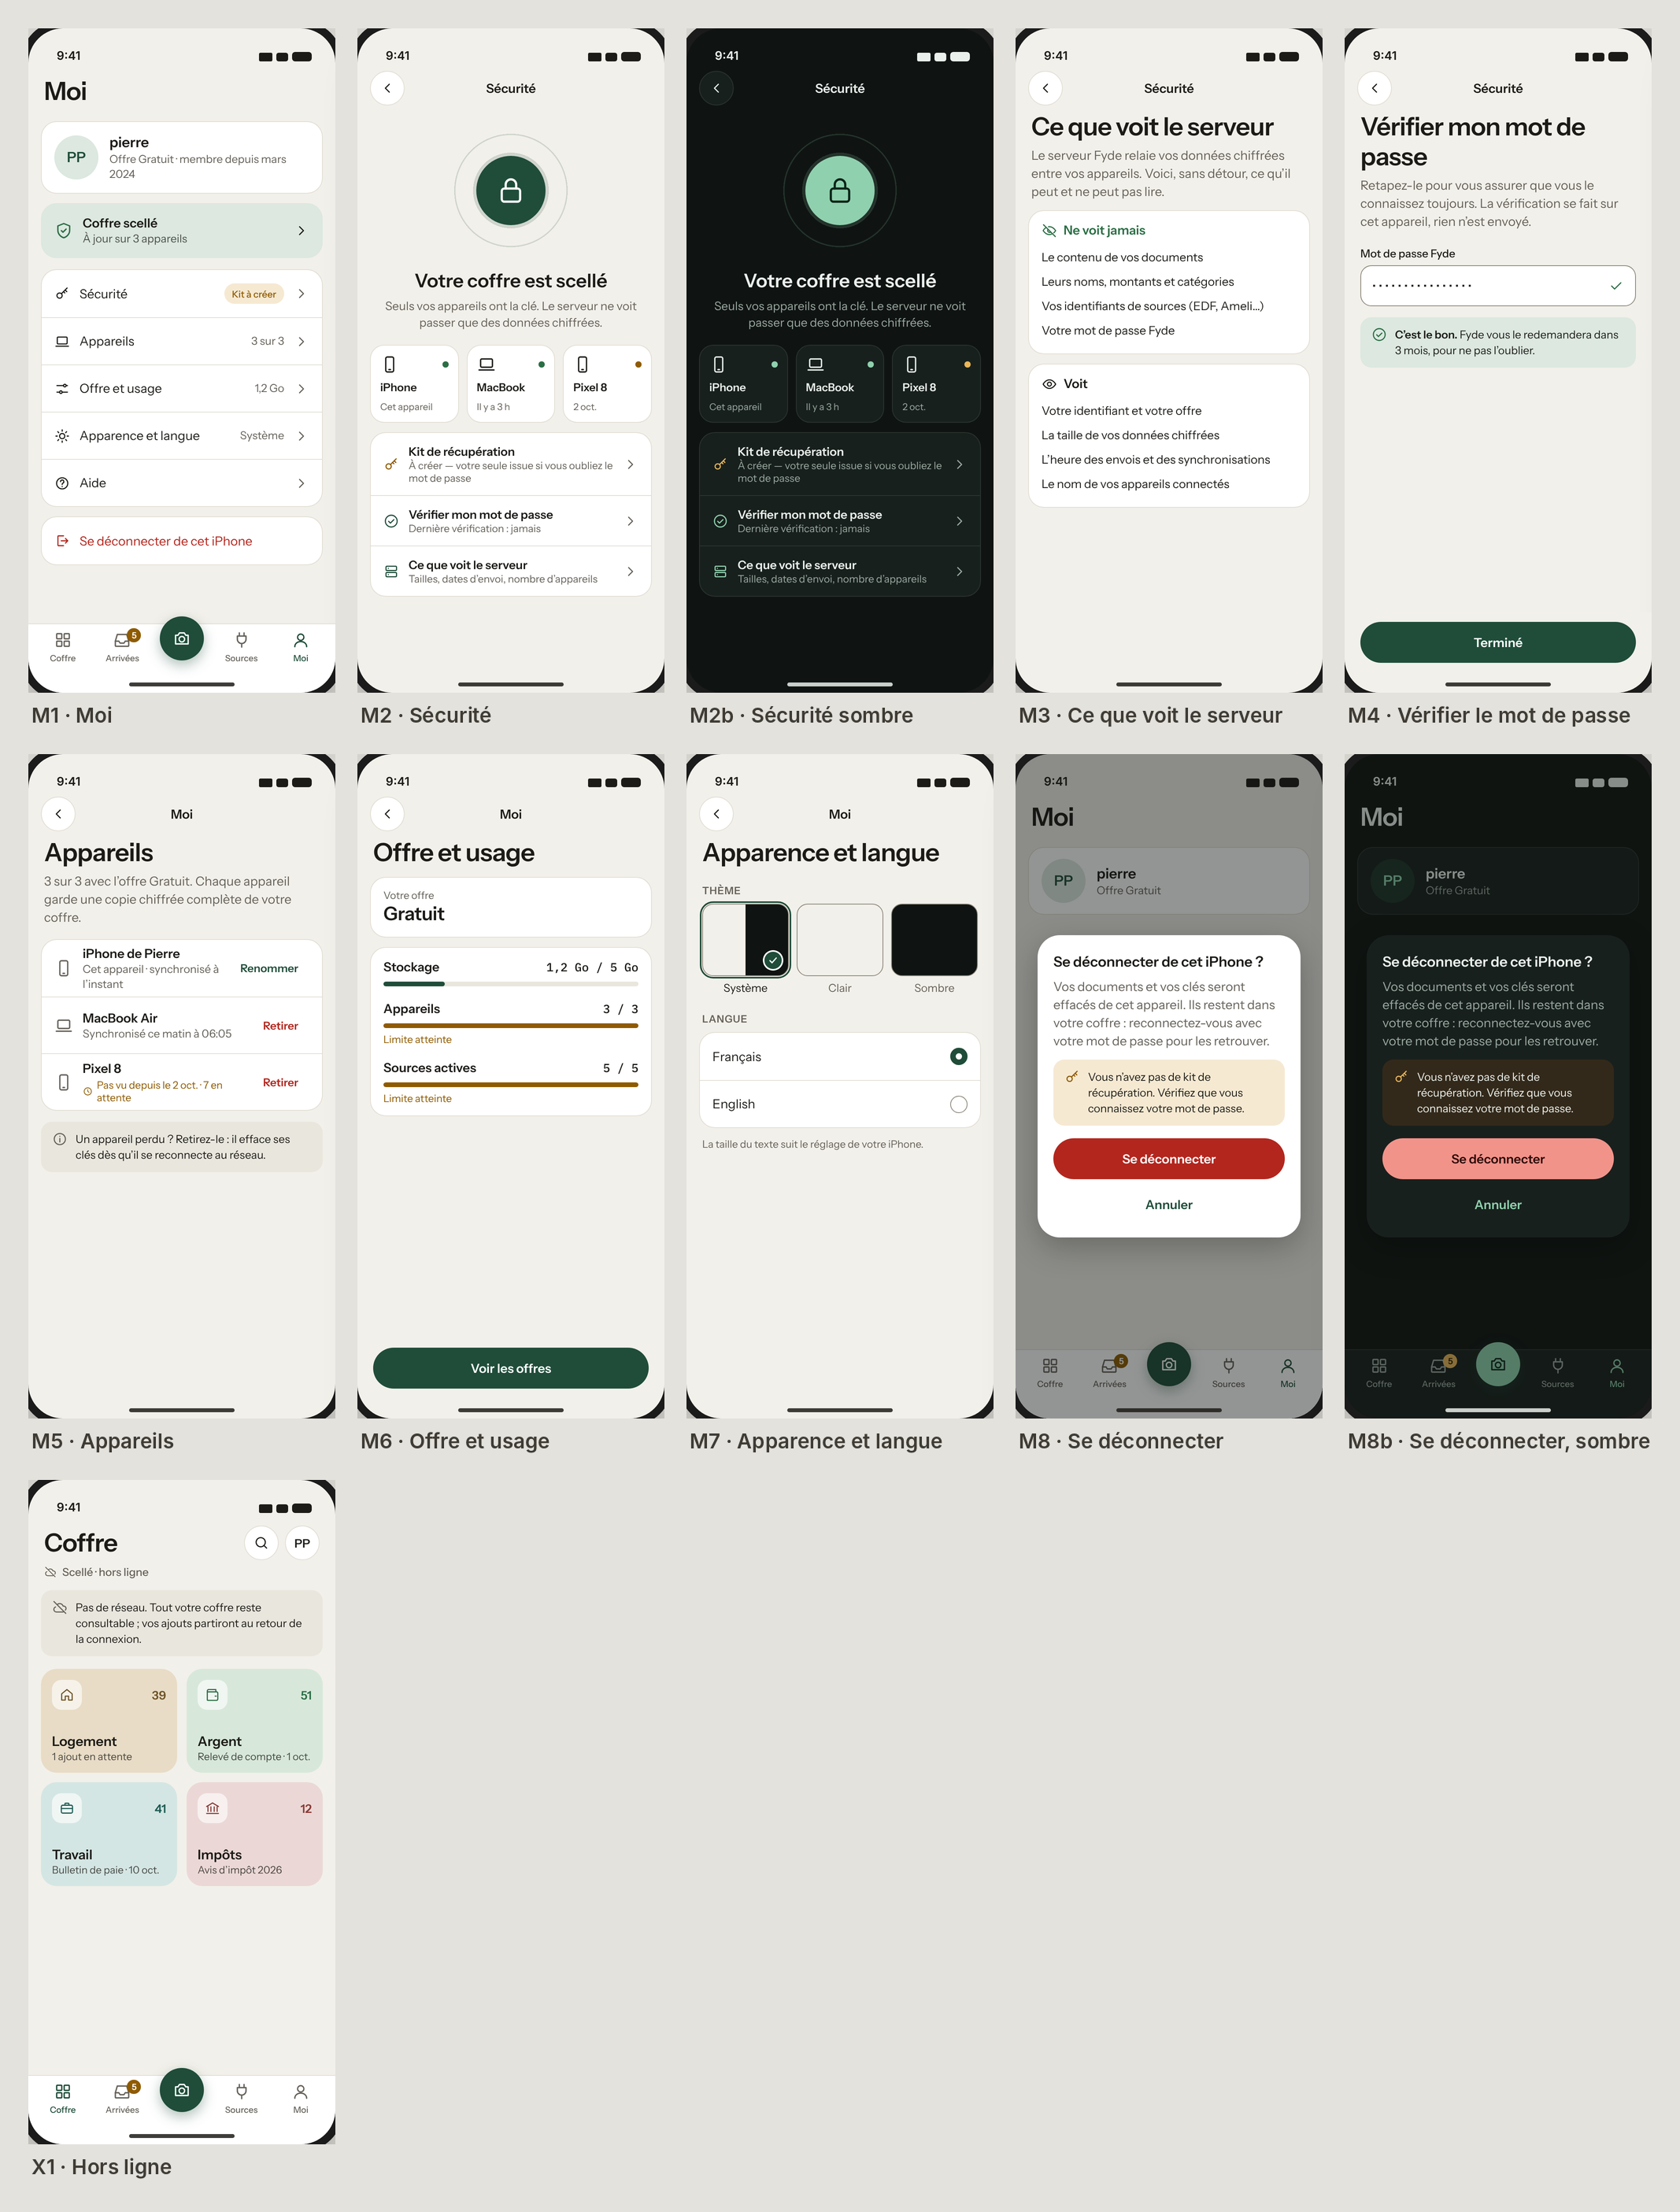 9:41
Moi
PP
pierre
Offre Gratuit · membre depuis mars
2024
Coffre scellé
À jour sur 3 appareils
Sécurité
Kit à créer
Appareils
3 sur 3
Offre et usage
1,2 Go
Apparence et langue
Système
Aide
Se déconnecter de cet iPhone
Coffre
Arrivées
5
Sources
Moi
M1 · Moi
9:41
Sécurité
Votre coffre est scellé
Seuls vos appareils ont la clé. Le serveur ne voit
passer que des données chiffrées.
iPhone
Cet appareil
MacBook
Il y a 3 h
Pixel 8
2 oct.
Kit de récupération
À créer — votre seule issue si vous oubliez le
mot de passe
Vérifier mon mot de passe
Dernière vérification : jamais
Ce que voit le serveur
Tailles, dates d'envoi, nombre d'appareils
M2 · Sécurité
9:41
Sécurité
Votre coffre est scellé
Seuls vos appareils ont la clé. Le serveur ne voit
passer que des données chiffrées.
iPhone
Cet appareil
MacBook
Il y a 3 h
Pixel 8
2 oct.
Kit de récupération
À créer — votre seule issue si vous oubliez le
mot de passe
Vérifier mon mot de passe
Dernière vérification : jamais
Ce que voit le serveur
Tailles, dates d'envoi, nombre d'appareils
M2b · Sécurité sombre
9:41
Sécurité
Ce que voit le serveur
Le serveur Fyde relaie vos données chiffrées
entre vos appareils. Voici, sans détour, ce qu'il
peut et ne peut pas lire.
Ne voit jamais
Le contenu de vos documents
Leurs noms, montants et catégories
Vos identifiants de sources (EDF, Ameli…)
Votre mot de passe Fyde
Voit
Votre identifiant et votre offre
La taille de vos données chiffrées
L'heure des envois et des synchronisations
Le nom de vos appareils connectés
M3 · Ce que voit le serveur
9:41
Sécurité
Vérifier mon mot de
passe
Retapez-le pour vous assurer que vous le
connaissez toujours. La vérification se fait sur
cet appareil, rien n'est envoyé.
Mot de passe Fyde
••••••••••••••••
C'est le bon. Fyde vous le redemandera dans
3 mois, pour ne pas l'oublier.
Terminé
M4 · Vérifier le mot de passe
9:41
Moi
Appareils
3 sur 3 avec l'offre Gratuit. Chaque appareil
garde une copie chiffrée complète de votre
coffre.
iPhone de Pierre
Cet appareil · synchronisé à
l'instant
Renommer
MacBook Air
Synchronisé ce matin à 06:05
Retirer
Pixel 8
Pas vu depuis le 2 oct. · 7 en
attente
Retirer
Un appareil perdu ? Retirez-le : il efface ses
clés dès qu'il se reconnecte au réseau.
M5 · Appareils
9:41
Moi
Offre et usage
Votre offre
Gratuit
Stockage
1,2 Go / 5 Go
Appareils
3 / 3
Limite atteinte
Sources actives
5 / 5
Limite atteinte
Voir les offres
M6 · Offre et usage
9:41
Moi
Apparence et langue
THÈME
Système
Clair
Sombre
LANGUE
Français
English
La taille du texte suit le réglage de votre iPhone.
M7 · Apparence et langue
9:41
Moi
PP
pierre
Offre Gratuit
Se déconnecter de cet iPhone ?
Vos documents et vos clés seront
effacés de cet appareil. Ils restent dans
votre coffre : reconnectez-vous avec
votre mot de passe pour les retrouver.
Vous n'avez pas de kit de
récupération. Vérifiez que vous
connaissez votre mot de passe.
Se déconnecter
Annuler
Coffre
Arrivées
5
Sources
Moi
M8 · Se déconnecter
9:41
Moi
PP
pierre
Offre Gratuit
Se déconnecter de cet iPhone ?
Vos documents et vos clés seront
effacés de cet appareil. Ils restent dans
votre coffre : reconnectez-vous avec
votre mot de passe pour les retrouver.
Vous n'avez pas de kit de
récupération. Vérifiez que vous
connaissez votre mot de passe.
Se déconnecter
Annuler
Coffre
Arrivées
5
Sources
Moi
M8b · Se déconnecter, sombre
9:41
Coffre
PP
Scellé · hors ligne
Pas de réseau. Tout votre coffre reste
consultable ; vos ajouts partiront au retour de
la connexion.
39
Logement
1 ajout en attente
51
Argent
Relevé de compte · 1 oct.
41
Travail
Bulletin de paie · 10 oct.
12
Impôts
Avis d'impôt 2026
Coffre
Arrivées
5
Sources
Moi
X1 · Hors ligne